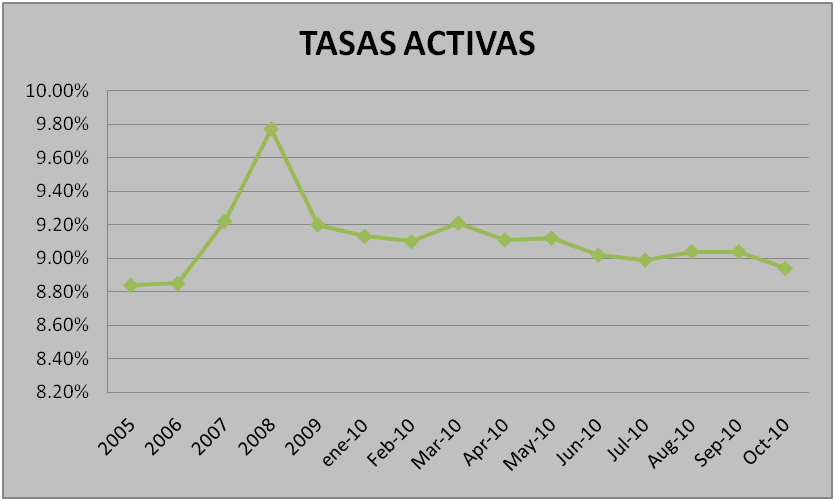 TASAS ACTIVAS
10.00%
9.80%
9.60%
9.40%
9.20%
9.00%
8.80%
8.60%
8.40%
8.20%
2005
2006
2007
2008
2009
ene-10
Feb-10
Mar-10
Apr-10
May-10
Jun-10
Jul-10
Aug-10
Sep-10
Oct-10